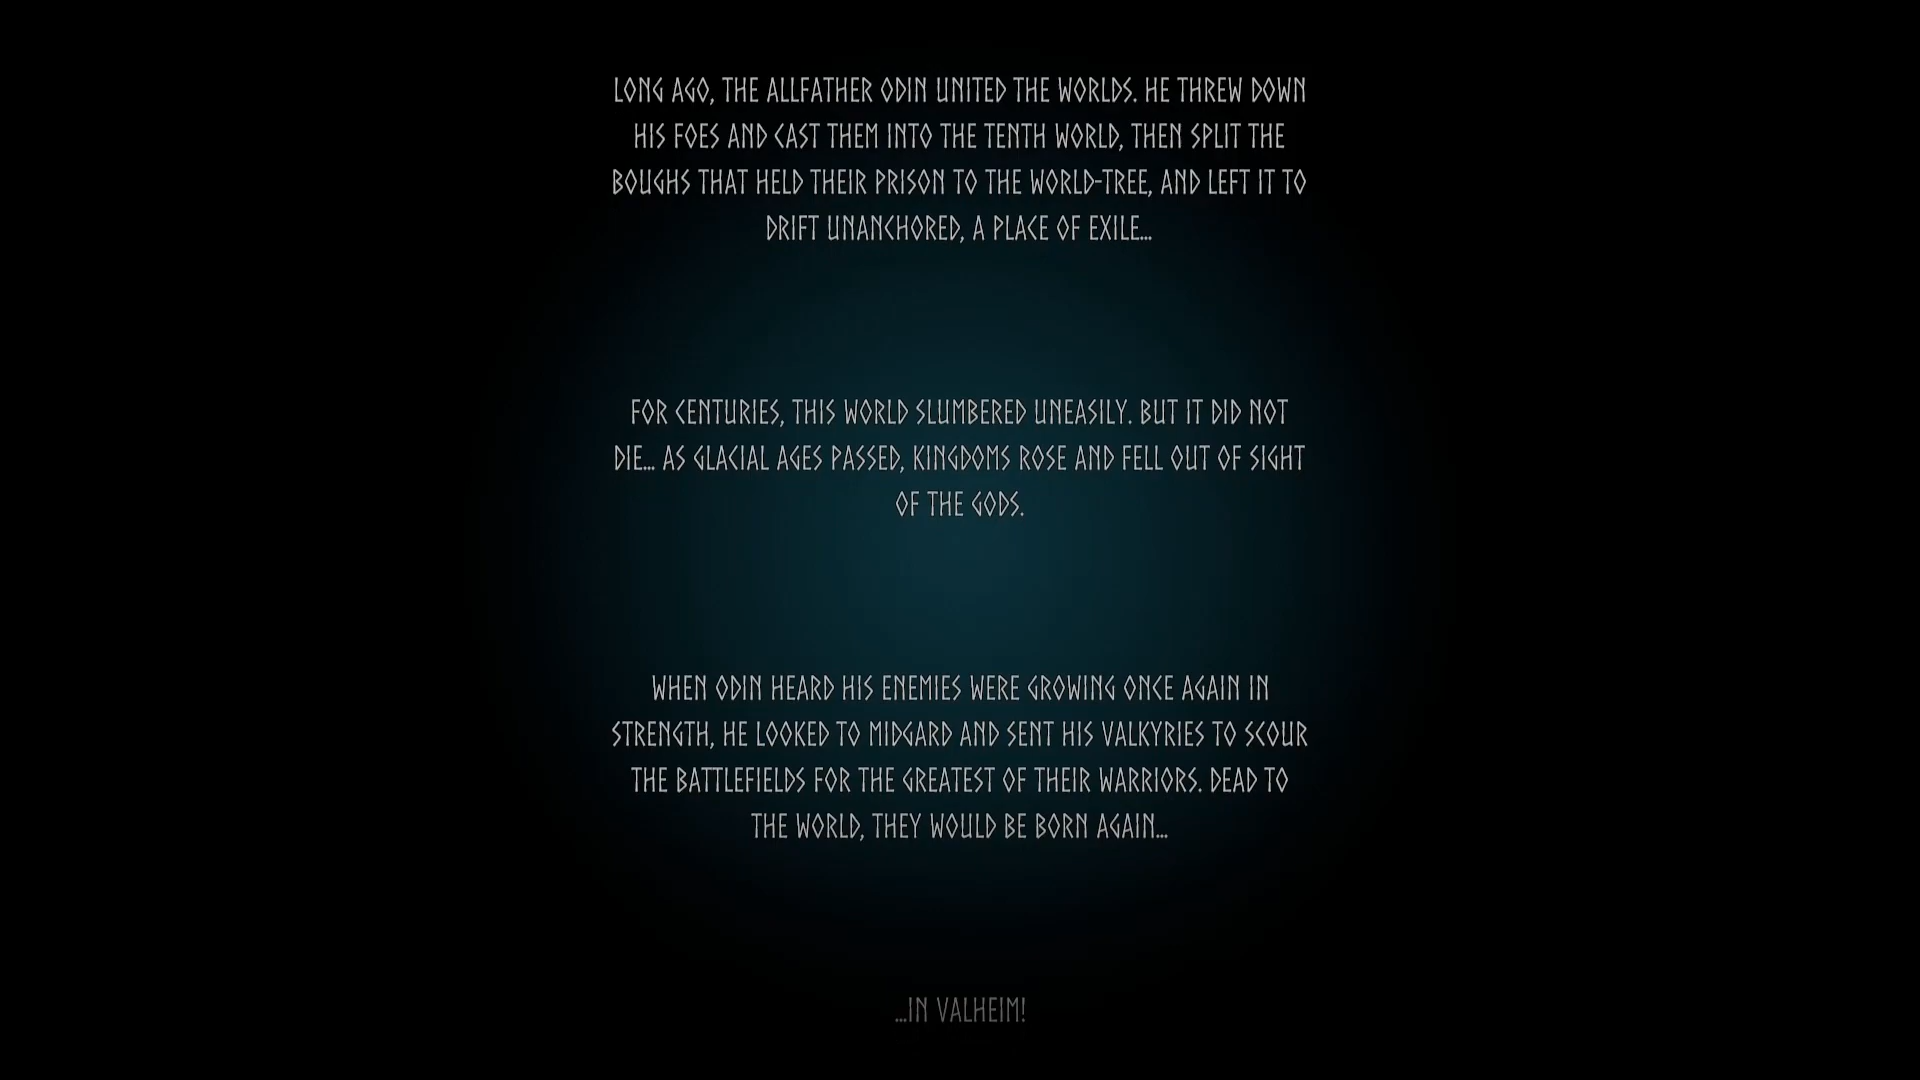 LONG AGO, THE ALLFATHER ODIN UNITED THE WORLDS. HE THREW DOWN
HIS FOES AND CAST THEM INTO THE TENTH WORLD, THEN SPLIT THE
BOUGHS THAT HELD THEIR PRISON TO THE WORLD-TREE, AND LEFT IT TO
DRIFT UNANCHORED, A PLACE OF EXILE...
FOR CENTURIES, THIS WORLD SLUMBERED UNEASILY. BUT IT DID NOT
DIE... AS GLACIAL AGES PASSED, KINGDOMS ROSE AND FELL OUT OF SIGHT
OF THE GODS.
WHEN ODIN HEARD HIS ENEMIES WERE GROWING ONCE AGAIN IN
STRENGTH, HE LOOKED TO MIDGARD AND SENT HIS VALKYRIES TO SCOUR
THE BATTLEFIELDS FOR THE GREATEST OF THEIR WARRIORS. DEAD TO
THE WORLD, THEY WOULD BE BORN AGAIN...
...IN VALHEIM!